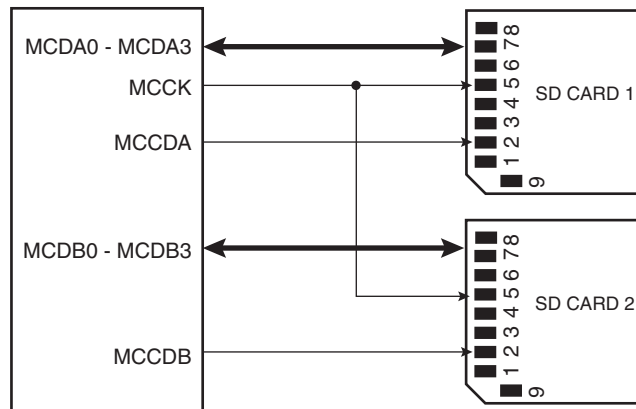 MCDA0 - MCDA3
MCCK
MCCDA
MCDB0 - MCDB3
MCCDB
8
7
6
5
4
3
2
1
9
SD CARD 1
8
7
6
5
4
3
2
1
9
SD CARD 2